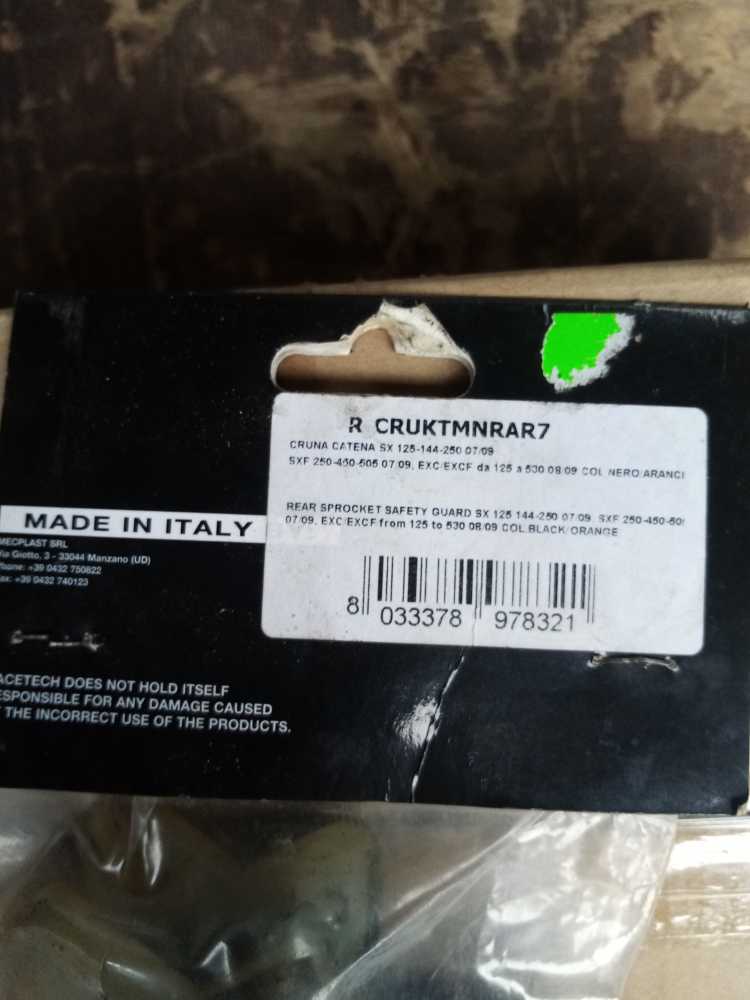 R CRUKTMNRAR7
CRUNA CATENA SX 125-144-250 07/09
SXF 250-450-505 07/09, EXC/EXCF da 125 a 530 08/09 COL NERO/ARANCI
REAR SPROCKET SAFETY GUARD SX 125 144-250 07/09. SXF 250-450-50
07/09, EXC/EXCF from 125 to 530 08/09 COL.BLACK/ORANGE
8 033378 978321
MADE IN ITALY
MECPLAST SRL
Via Giotto, 3 - 33044 Manzano (UD)
Phone: +39 0432 750822
Fax: +39 0432 740123
ACETECH DOES NOT HOLD ITSELF
ESPONSIBLE FOR ANY DAMAGE CAUSED
THE INCORRECT USE OF THE PRODUCTS.